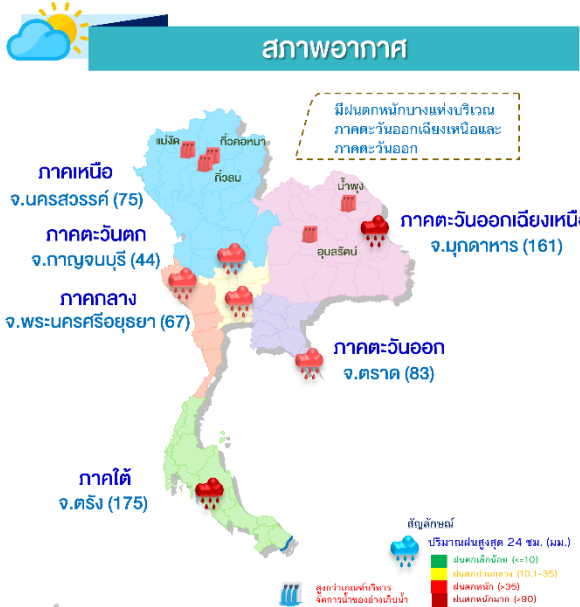 สภาพอากาศ
มีฝนตกหนักบางแห่งบริเวณ
ภาคตะวันออกเฉียงเหนือและ
ภาคตะวันออก
แม่งัด
กิ่วคอหมา
กิ่วลม
ภาคเหนือ
จ.นครสวรรค์ (75)
น้ำพุง
อุบลรัตน์
ภาคตะวันออกเฉียงเหนือ
จ.มุกดาหาร (161)
ภาคตะวันตก
จ.กาญจนบุรี (44)
ภาคกลาง
จ.พระนครศรีอยุธยา (67)
ภาคตะวันออก
จ.ตราด (83)
ภาคใต้
จ.ตรัง (175)
สัญลักษณ์
ปริมาณฝนสูงสุด 24 ชม. (มม.)
ฝนตกเล็กน้อย (<=10)
ฝนตกปานกลาง (10.1-35)
ฝนตกหนัก (>35)
ฝนตกหนักมาก (>90)
สูงกว่าเกณฑ์บริหาร
จัดการน้ำของอ่างเก็บน้ำ